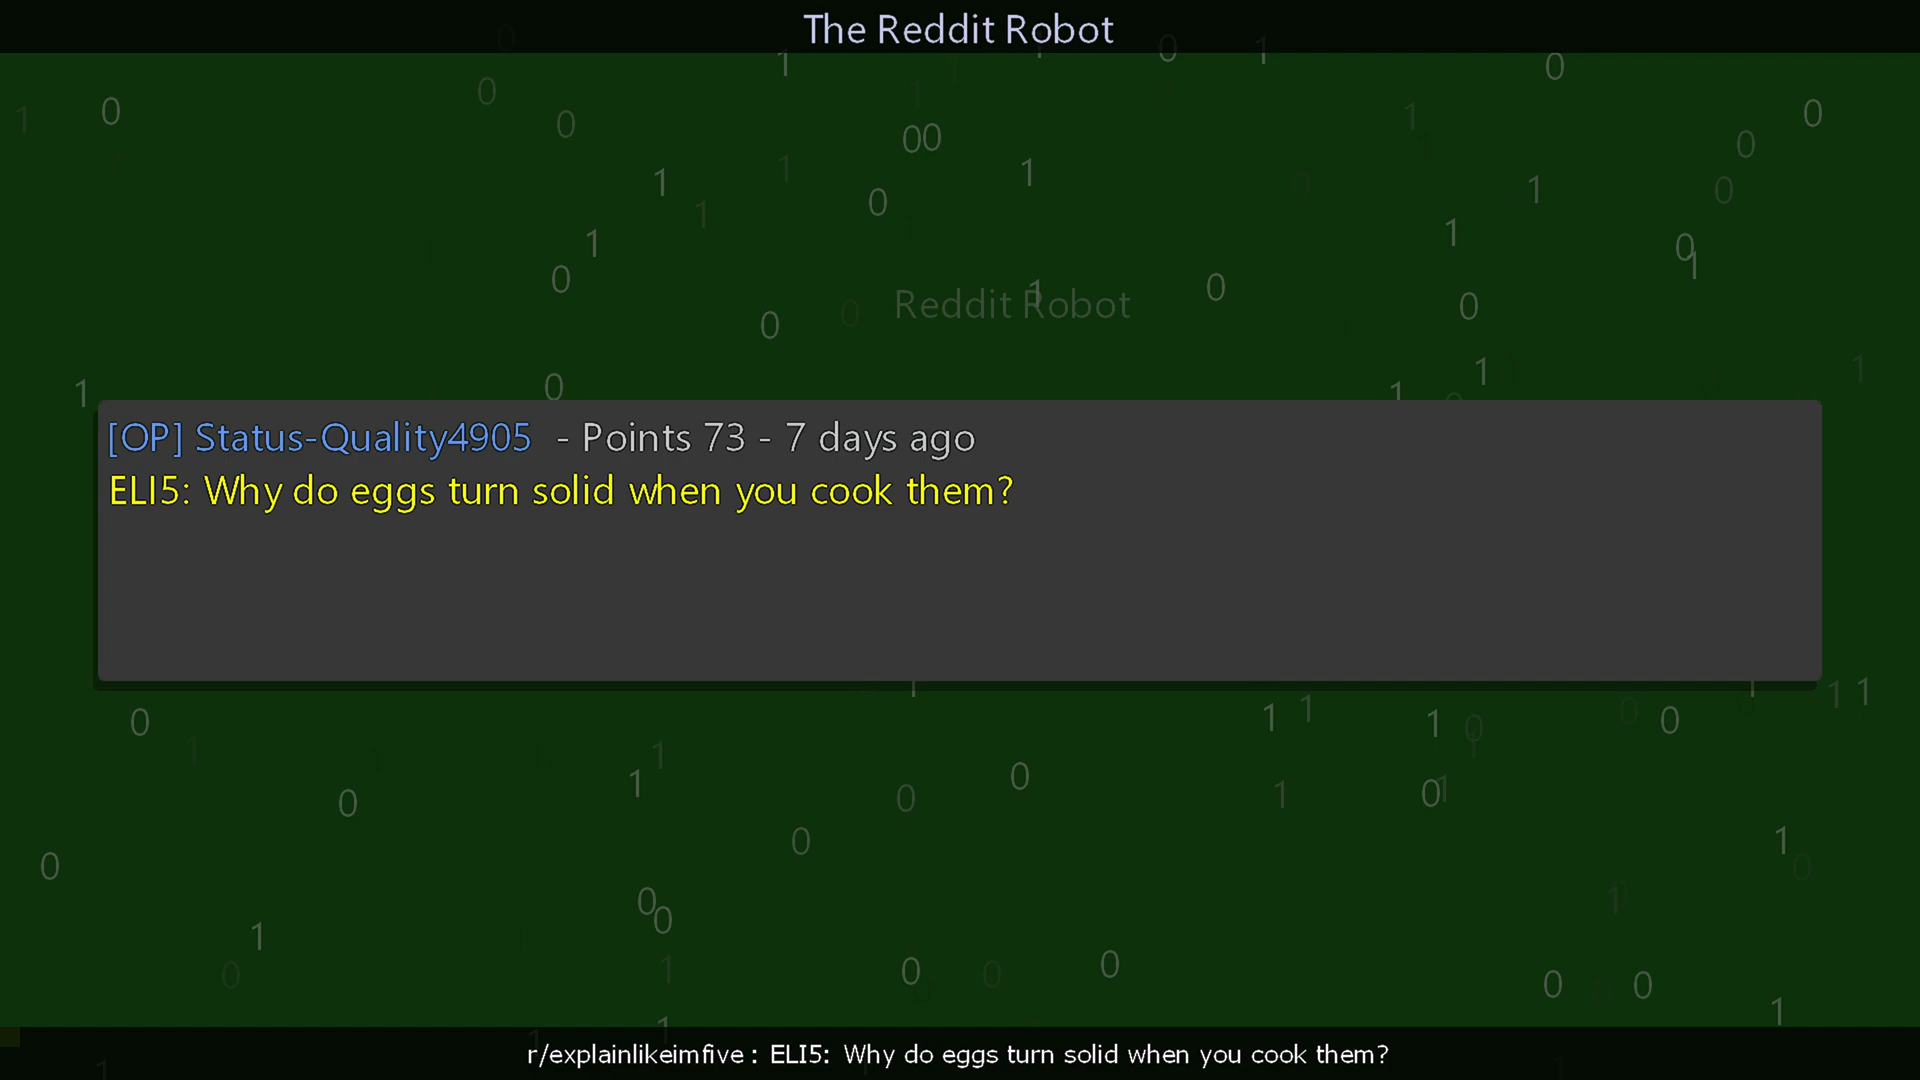 The Reddit Robot
Reddit Robot
[OP] Status-Quality4905 - Points 73 - 7 days ago
ELI5: Why do eggs turn solid when you cook them?
r/explainlikeimfive : ELI5: Why do eggs turn solid when you cook them?